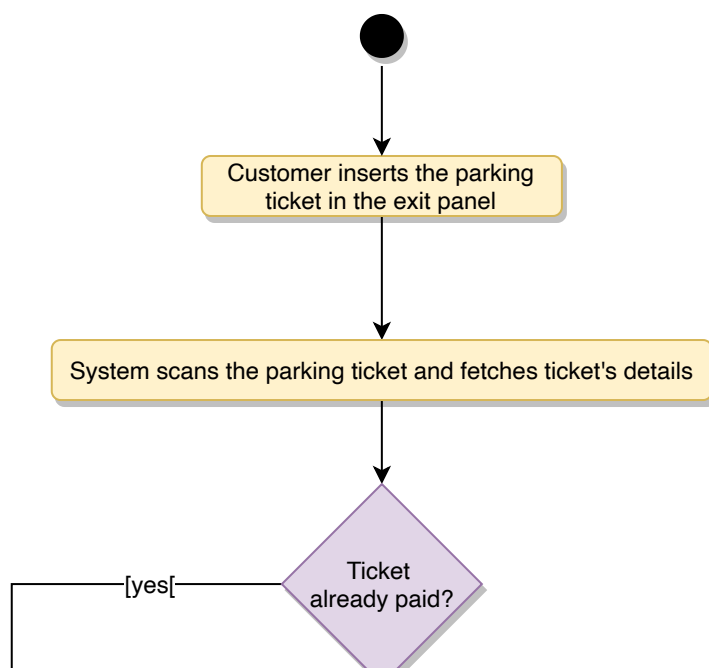 Customer inserts the parking
ticket in the exit panel
System scans the parking ticket and fetches ticket's details
Ticket
already paid?
[yes[